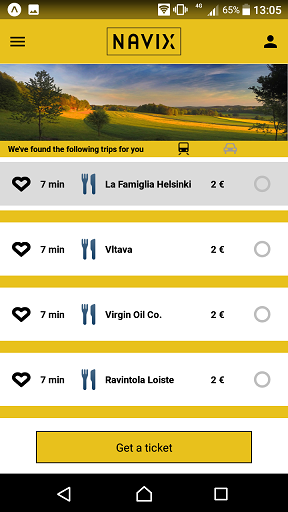 4G 65% 13:05
NAVIX
We've found the following trips for you
7 min La Famiglia Helsinki 2 €
7 min Vltava 2 €
7 min Virgin Oil Co. 2 €
7 min Ravintola Loiste 2 €
Get a ticket